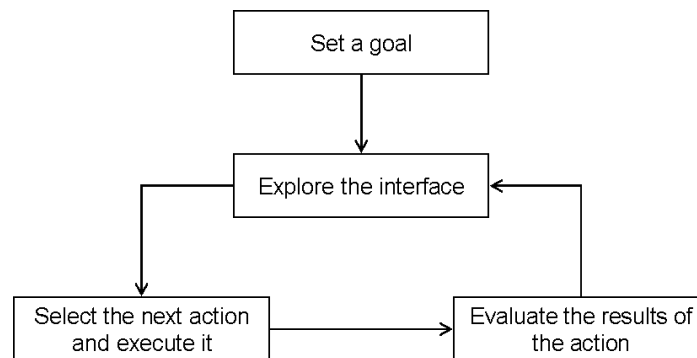 Set a goal
Explore the interface
Select the next action
and execute it
Evaluate the results of
the action